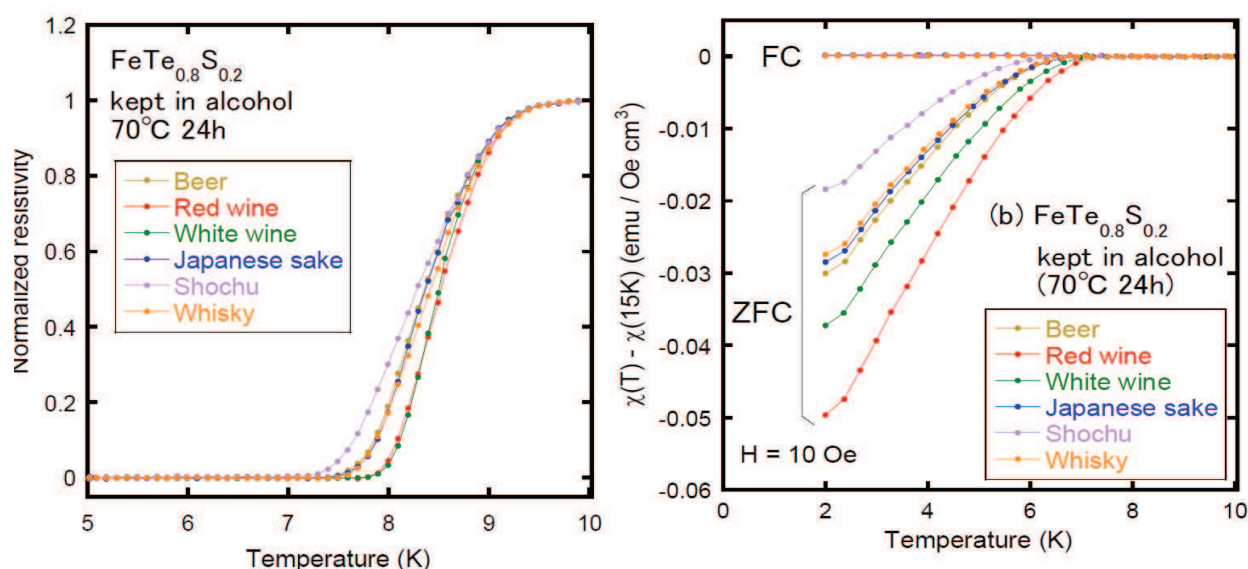 1.2
1
0.8
0.6
0.4
0.2
0
Normalized resistivity
FeTe0.8S0.2
kept in alcohol
70°C 24h
Beer
Red wine
White wine
Japanese sake
Shochu
Whisky
5 6 7 8 9 10
Temperature (K)
0
-0.01
-0.02
-0.03
-0.04
-0.05
-0.06
χ(T) - χ(15K) (emu / Oe cm3)
FC
ZFC
H = 10 Oe
(b) FeTe0.8S0.2
kept in alcohol
(70°C 24h)
Beer
Red wine
White wine
Japanese sake
Shochu
Whisky
0 2 4 6 8 10
Temperature (K)